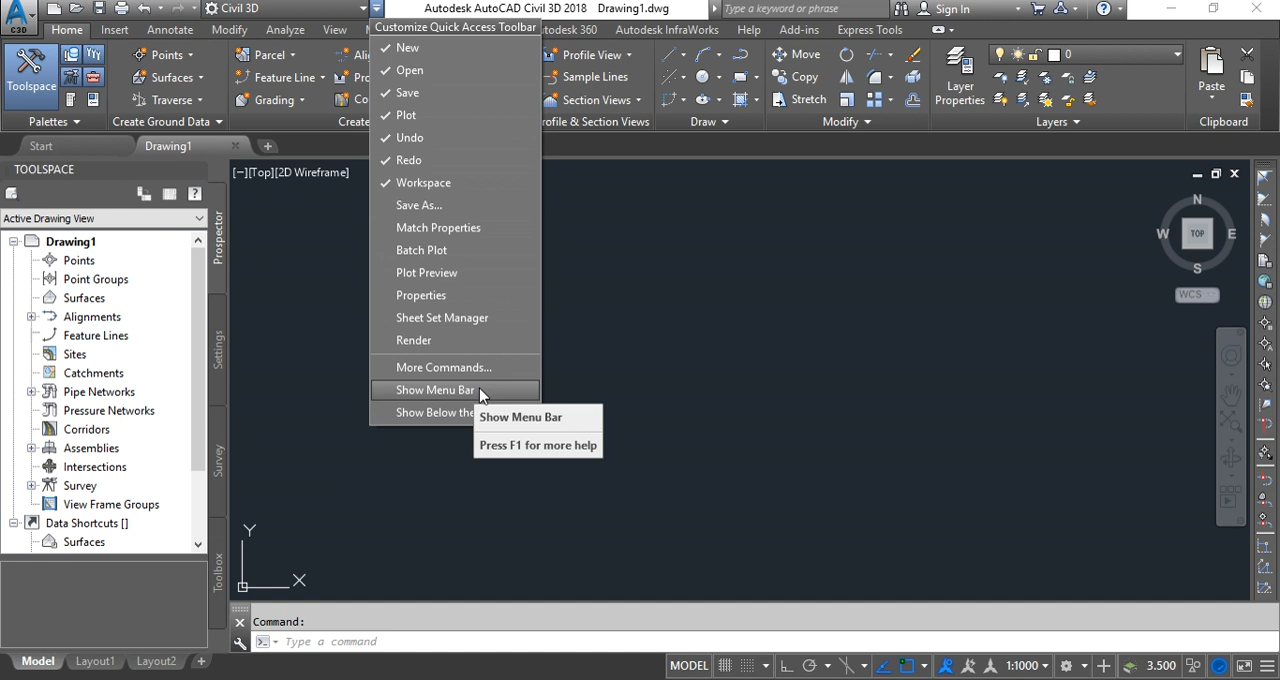 C3D
Civil 3D
Autodesk AutoCAD Civil 3D 2018 Drawing1.dwg
Type a keyword or phrase
Sign In
Customize Quick Access Toolbar
Home
Insert
Annotate
Modify
Analyze
View
Autodesk InfraWorks
Help
Add-ins
Express Tools
Toolspace
Palettes
Points
Surfaces
Traverse
Create Ground Data
Parcel
Feature Line
Grading
New
Open
Save
Plot
Undo
Redo
Workspace
Save As...
Match Properties
Batch Plot
Plot Preview
Properties
Sheet Set Manager
Render
More Commands...
Show Menu Bar
Show Below the
Show Menu Bar
Press F1 for more help
Profile View
Sample Lines
Section Views
Profile & Section Views
Draw
Move
Copy
Stretch
Modify
Layer
Properties
0
Layers
Paste
Clipboard
Start
Drawing1
TOOLSPACE
Active Drawing View
Drawing1
Points
Point Groups
Surfaces
Alignments
Feature Lines
Sites
Catchments
Pipe Networks
Pressure Networks
Corridors
Assemblies
Intersections
Survey
View Frame Groups
Data Shortcuts []
Surfaces
Prospector
Settings
Survey
Toolbox
[−][Top][2D Wireframe]
N
W
TOP
E
S
WCS
Y
X
Command:
Type a command
Model
Layout1
Layout2
MODEL
1:1000
3.500